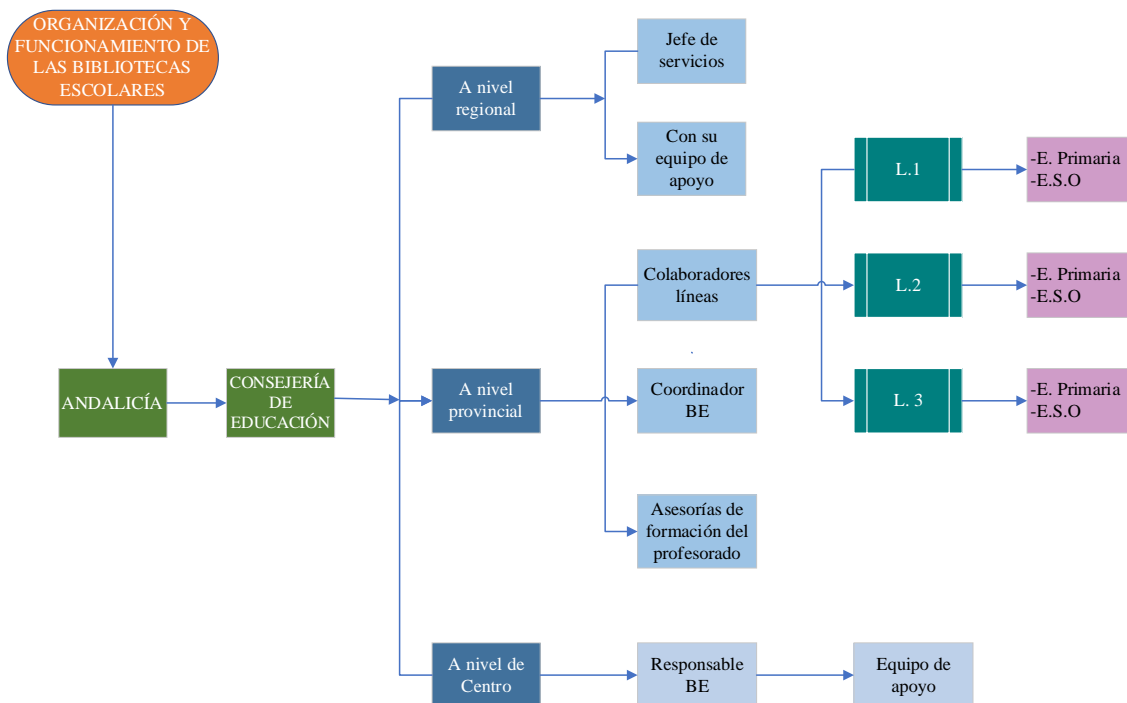 ORGANIZACIÓN Y
FUNCIONAMIENTO DE
LAS BIBLIOTECAS
ESCOLARES
ANDALICÍA
CONSEJERÍA
DE
EDUCACIÓN
A nivel
regional
Jefe de
servicios
Con su
equipo de
apoyo
A nivel
provincial
Colaboradores
líneas
L.1
-E. Primaria
-E.S.O
L.2
-E. Primaria
-E.S.O
L. 3
-E. Primaria
-E.S.O
Coordinador
BE
Asesorías de
formación del
profesorado
A nivel de
Centro
Responsable
BE
Equipo de
apoyo